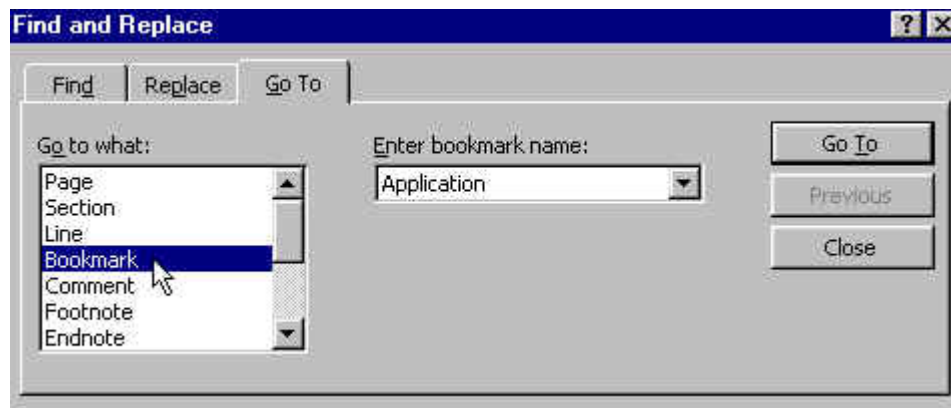 Find and Replace
Find Replace Go To
Go to what:
Page
Section
Line
Bookmark
Comment
Footnote
Endnote
Enter bookmark name:
Application
Go To
Previous
Close